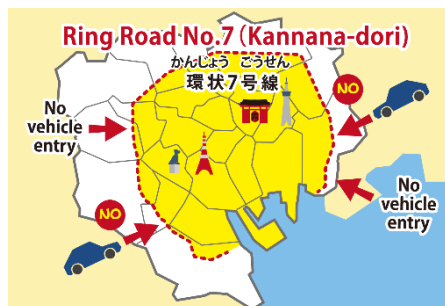 Ring Road No.7 (Kannana-dori)
かんじょう ごうせん
環状7号線
NO
No
vehicle
entry
No
vehicle
entry
NO